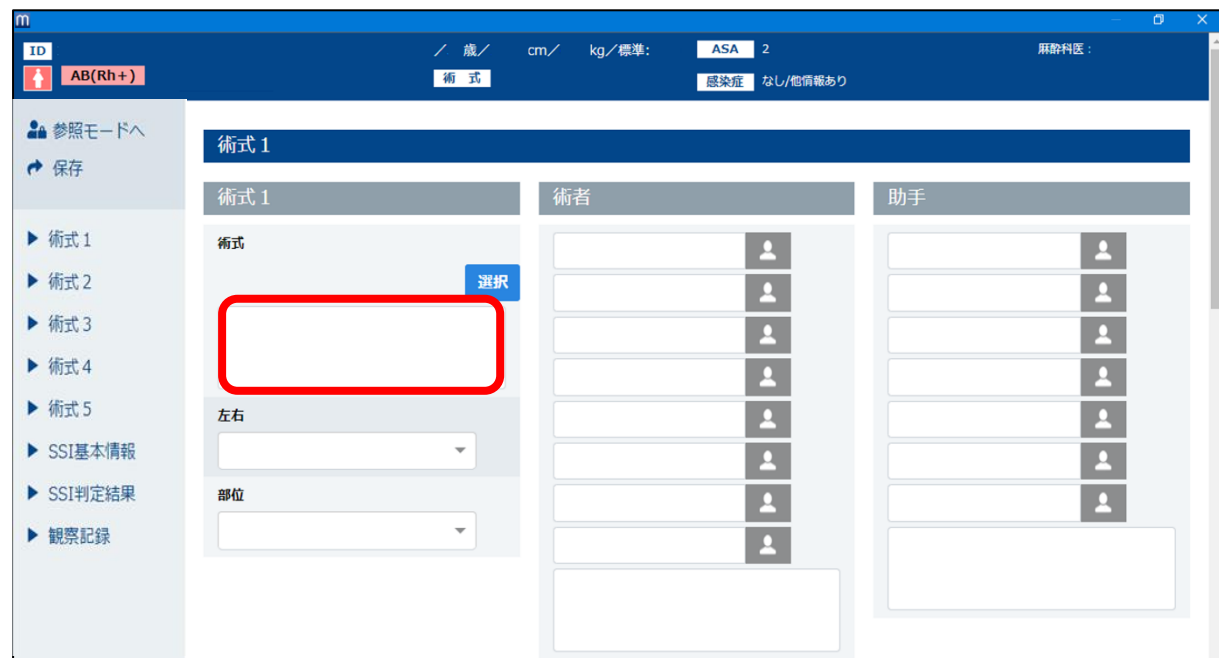 m
ID ／ 歳／ cm／ kg／標準: ASA 2 麻酔科医：
AB(Rh+) 術 式 感染症 なし/他情報あり
参照モードへ
保存
術式１
術式１ 術者 助手
術式１
術式２
術式３
術式４
術式５
SSI基本情報
SSI判定結果
観察記録
術式
選択
左右
部位